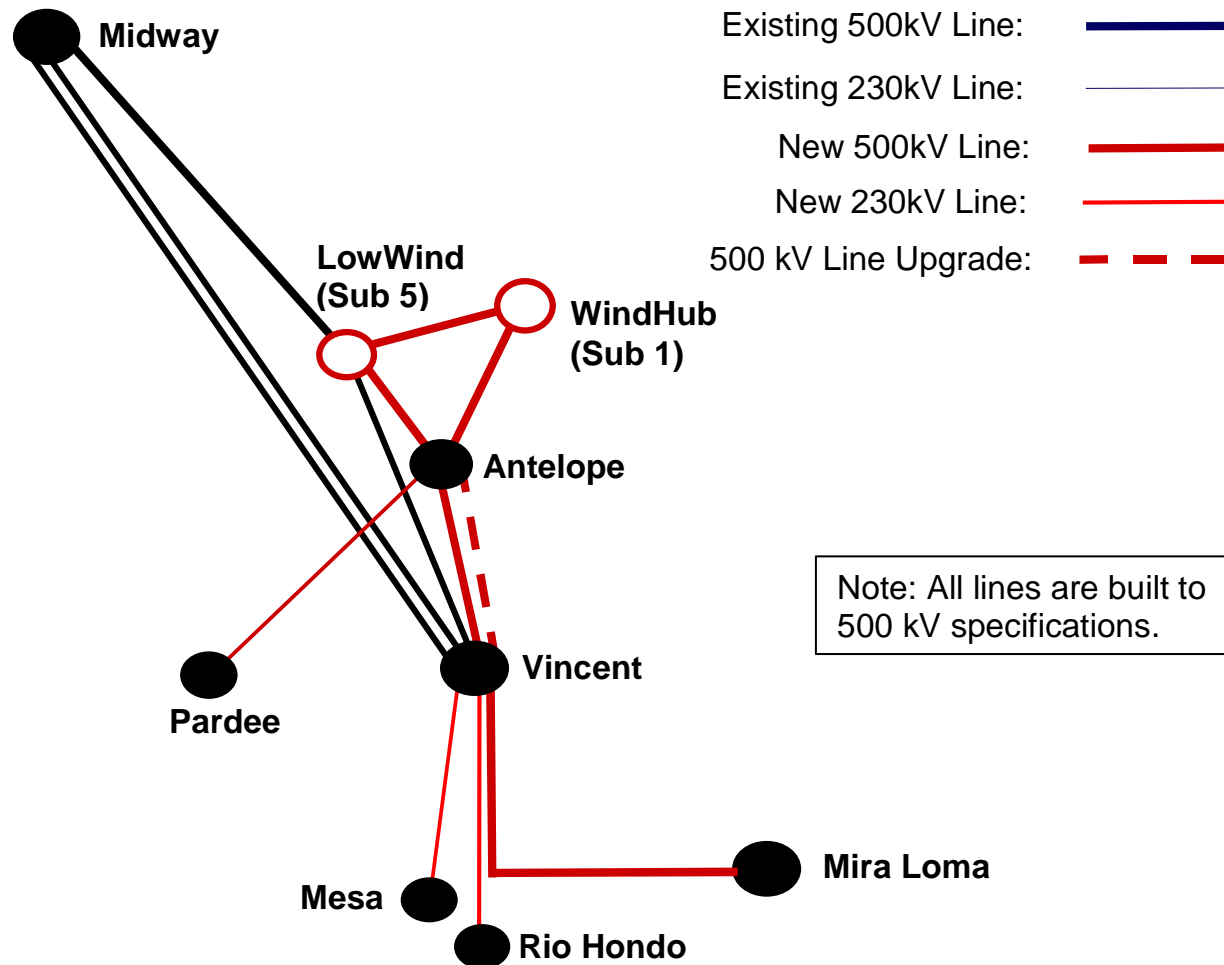 Midway
Existing 500kV Line:
Existing 230kV Line:
New 500kV Line:
New 230kV Line:
500 kV Line Upgrade:
LowWind
(Sub 5)
WindHub
(Sub 1)
Antelope
Note: All lines are built to
500 kV specifications.
Vincent
Pardee
Mira Loma
Mesa
Rio Hondo